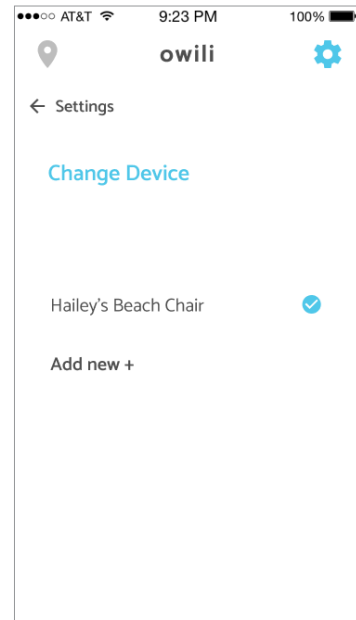 AT&T 9:23 PM 100%
owili
← Settings
Change Device
Hailey's Beach Chair
Add new +